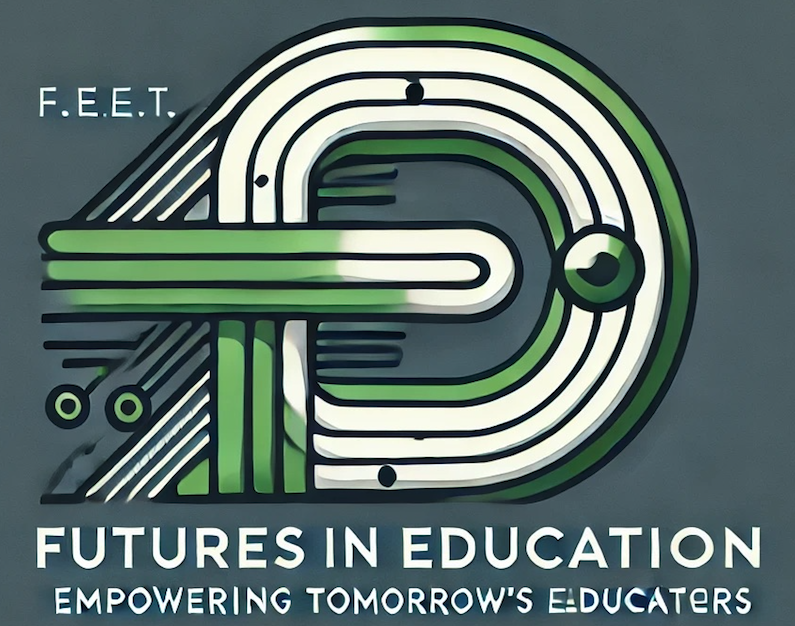 F.E.E.T.
FUTURES IN EDUCATION
EMPOWERING TOMORROW'S EDUCATERS